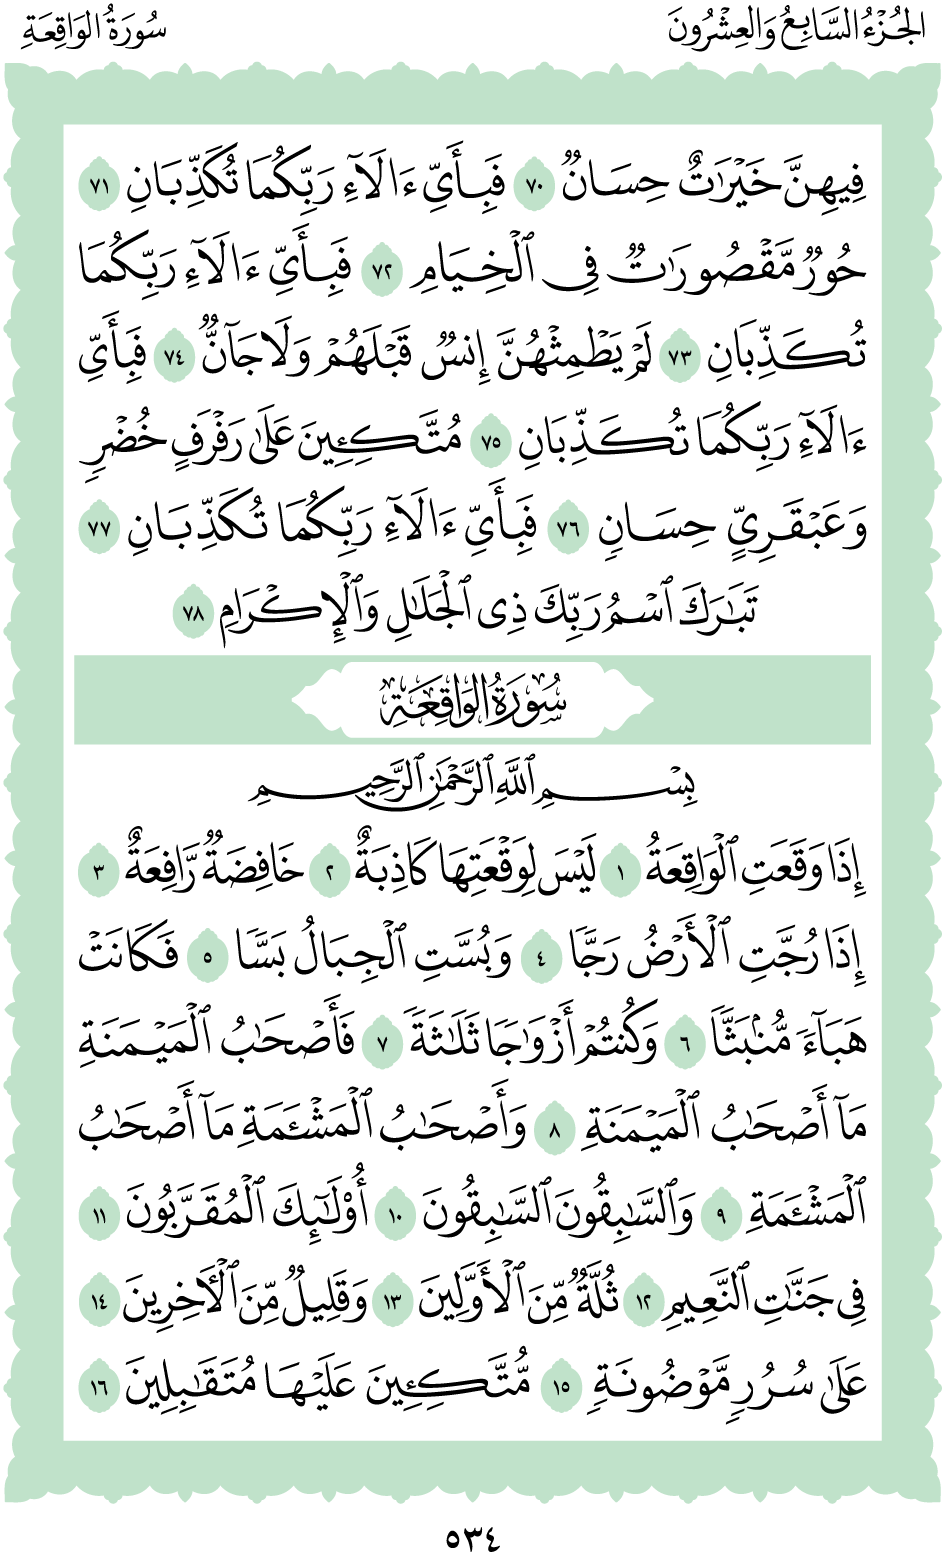 الجُزْءُ السَّابِعُ وَالعِشْرُونَ
سُورَةُ الوَاقِعَةِ
فِيهِنَّ خَيْرَٰتٌ حِسَانٌ ٧٠ فَبِأَىِّ ءَالَآءِ رَبِّكُمَا تُكَذِّبَانِ ٧١
حُورٌ مَّقْصُورَٰتٌ فِى ٱلْخِيَامِ ٧٢ فَبِأَىِّ ءَالَآءِ رَبِّكُمَا
تُكَذِّبَانِ ٧٣ لَمْ يَطْمِثْهُنَّ إِنسٌ قَبْلَهُمْ وَلَا جَآنٌّ ٧٤ فَبِأَىِّ
ءَالَآءِ رَبِّكُمَا تُكَذِّبَانِ ٧٥ مُتَّكِـِٔينَ عَلَىٰ رَفْرَفٍ خُضْرٍ
وَعَبْقَرِىٍّ حِسَانٍ ٧٦ فَبِأَىِّ ءَالَآءِ رَبِّكُمَا تُكَذِّبَانِ ٧٧
تَبَٰرَكَ ٱسْمُ رَبِّكَ ذِى ٱلْجَلَٰلِ وَٱلْإِكْرَامِ ٧٨
سُورَةُ الوَاقِعَةِ
بِسْمِ ٱللَّهِ ٱلرَّحْمَٰنِ ٱلرَّحِيمِ
إِذَا وَقَعَتِ ٱلْوَاقِعَةُ ١ لَيْسَ لِوَقْعَتِهَا كَاذِبَةٌ ٢ خَافِضَةٌ رَّافِعَةٌ ٣
إِذَا رُجَّتِ ٱلْأَرْضُ رَجًّا ٤ وَبُسَّتِ ٱلْجِبَالُ بَسًّا ٥ فَكَانَتْ
هَبَآءً مُّنۢبَثًّا ٦ وَكُنتُمْ أَزْوَٰجًا ثَلَٰثَةً ٧ فَأَصْحَٰبُ ٱلْمَيْمَنَةِ
مَآ أَصْحَٰبُ ٱلْمَيْمَنَةِ ٨ وَأَصْحَٰبُ ٱلْمَشْـَٔمَةِ مَآ أَصْحَٰبُ
ٱلْمَشْـَٔمَةِ ٩ وَٱلسَّٰبِقُونَ ٱلسَّٰبِقُونَ ١٠ أُو۟لَٰٓئِكَ ٱلْمُقَرَّبُونَ ١١
فِى جَنَّٰتِ ٱلنَّعِيمِ ١٢ ثُلَّةٌ مِّنَ ٱلْأَوَّلِينَ ١٣ وَقَلِيلٌ مِّنَ ٱلْـَٔاخِرِينَ ١٤
عَلَىٰ سُرُرٍ مَّوْضُونَةٍ ١٥ مُّتَّكِـِٔينَ عَلَيْهَا مُتَقَٰبِلِينَ ١٦
٥٣٤